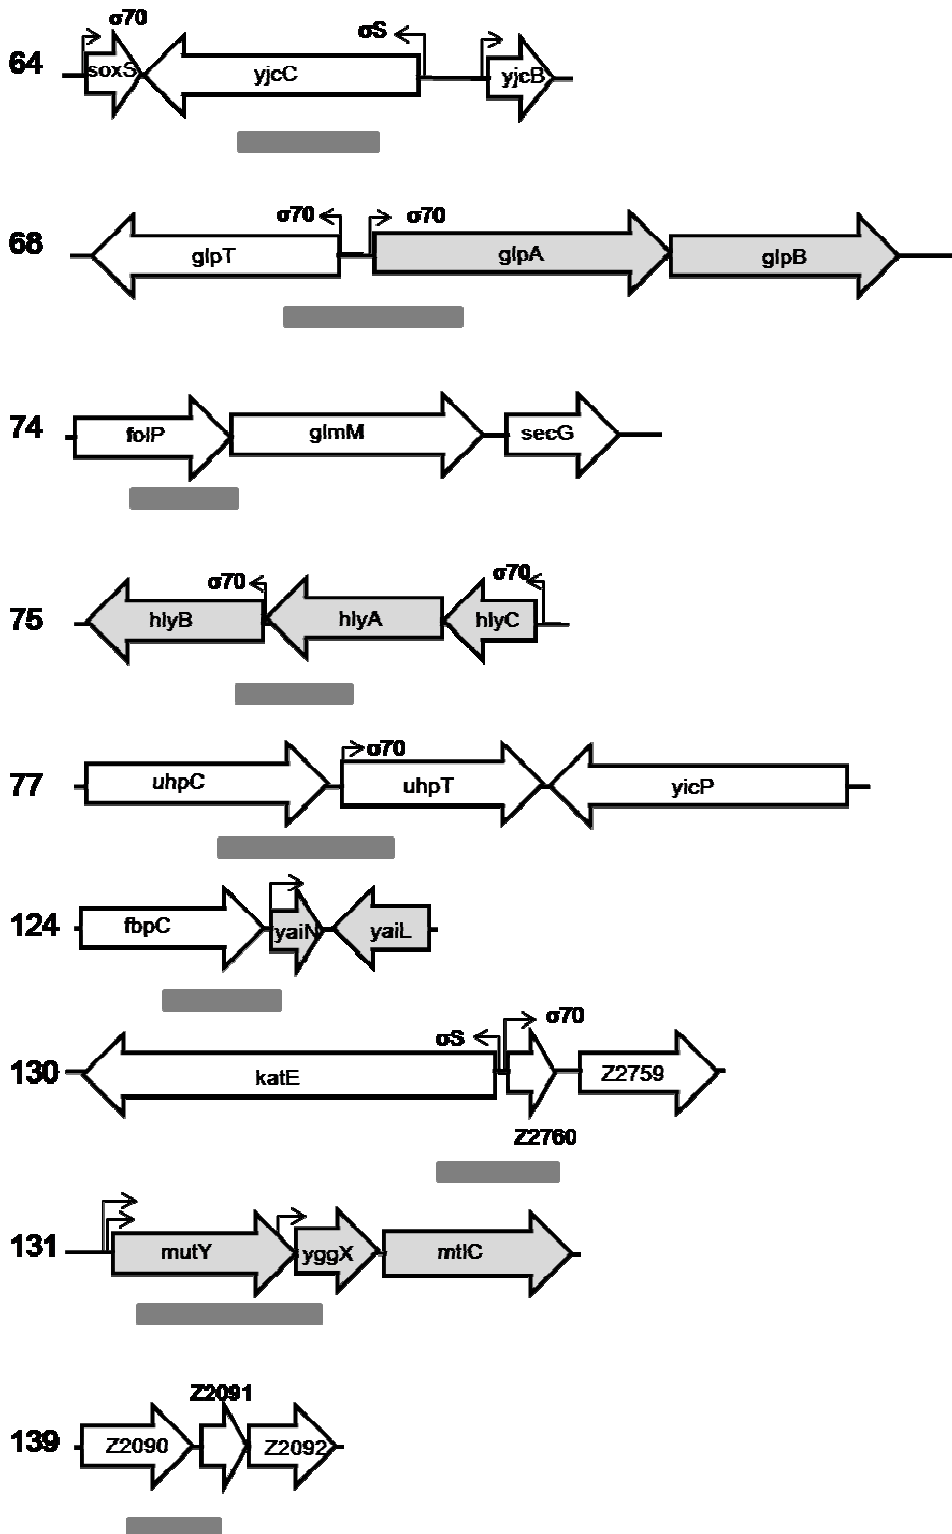 σ70 σS
64 soxS yjcC yjcB
σ70 σ70
68 glpT glpA glpB
74 folP glmM secG
σ70 σ70
75 hlyB hlyA hlyC
σ70
77 uhpC uhpT yicP
124 fbpC yaiN yaiL
σS σ70
130 katE Z2759
Z2760
131 mutY yggX mtlC
Z2091
139 Z2090 Z2092